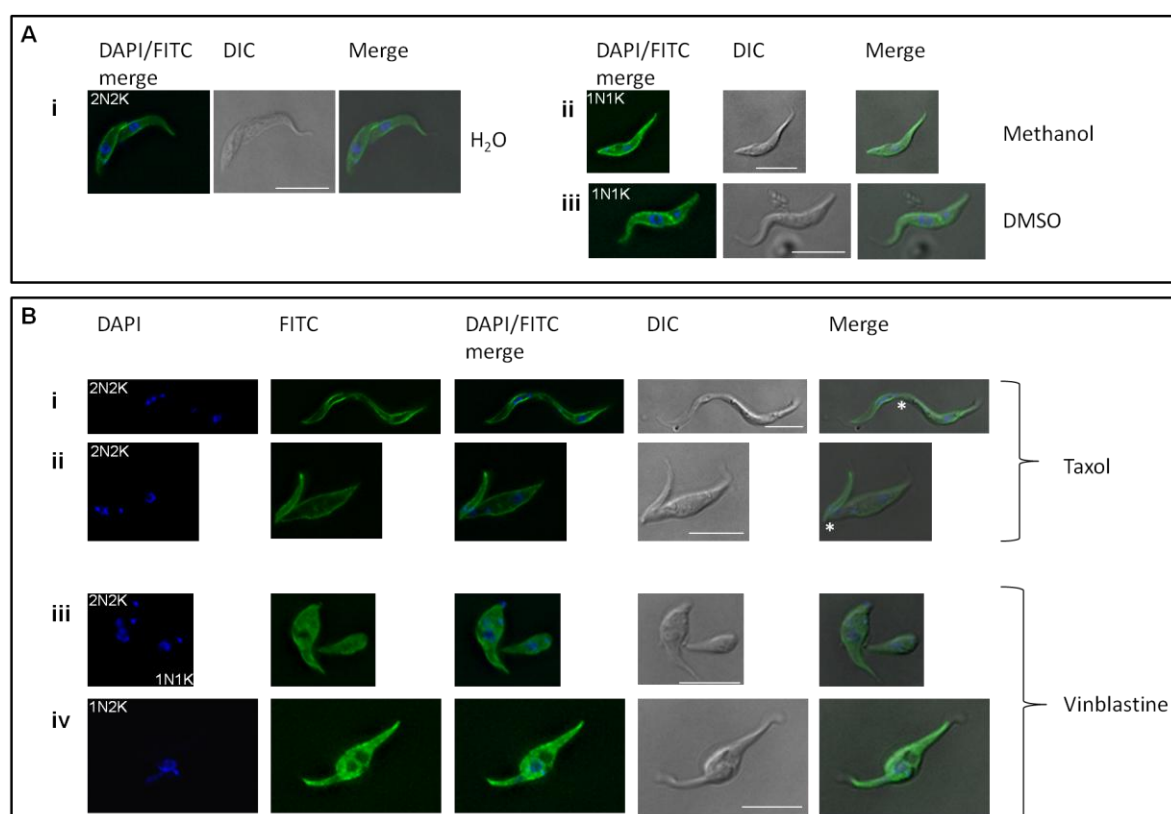 A
DAPI/FITC merge DIC Merge
DAPI/FITC merge DIC Merge
i 2N2K H₂O
ii 1N1K Methanol
iii 1N1K DMSO
B
DAPI FITC DAPI/FITC merge DIC Merge
i 2N2K *
ii 2N2K *
Taxol
iii 2N2K 1N1K
iv 1N2K
Vinblastine